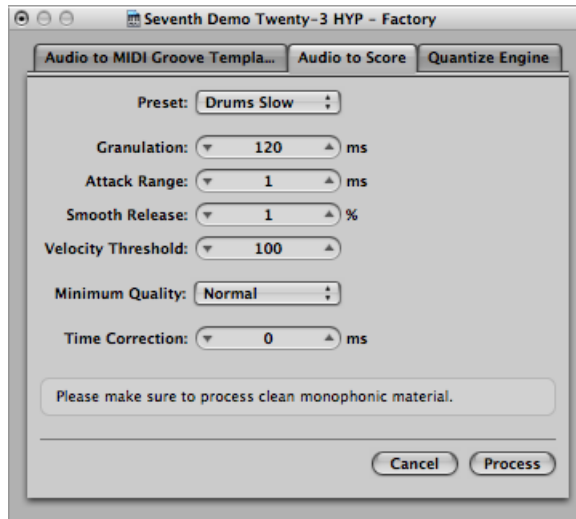 Seventh Demo Twenty-3 HYP - Factory
Audio to MIDI Groove Templa... Audio to Score Quantize Engine
Preset: Drums Slow
Granulation: 120 ms
Attack Range: 1 ms
Smooth Release: 1 %
Velocity Threshold: 100
Minimum Quality: Normal
Time Correction: 0 ms
Please make sure to process clean monophonic material.
Cancel Process